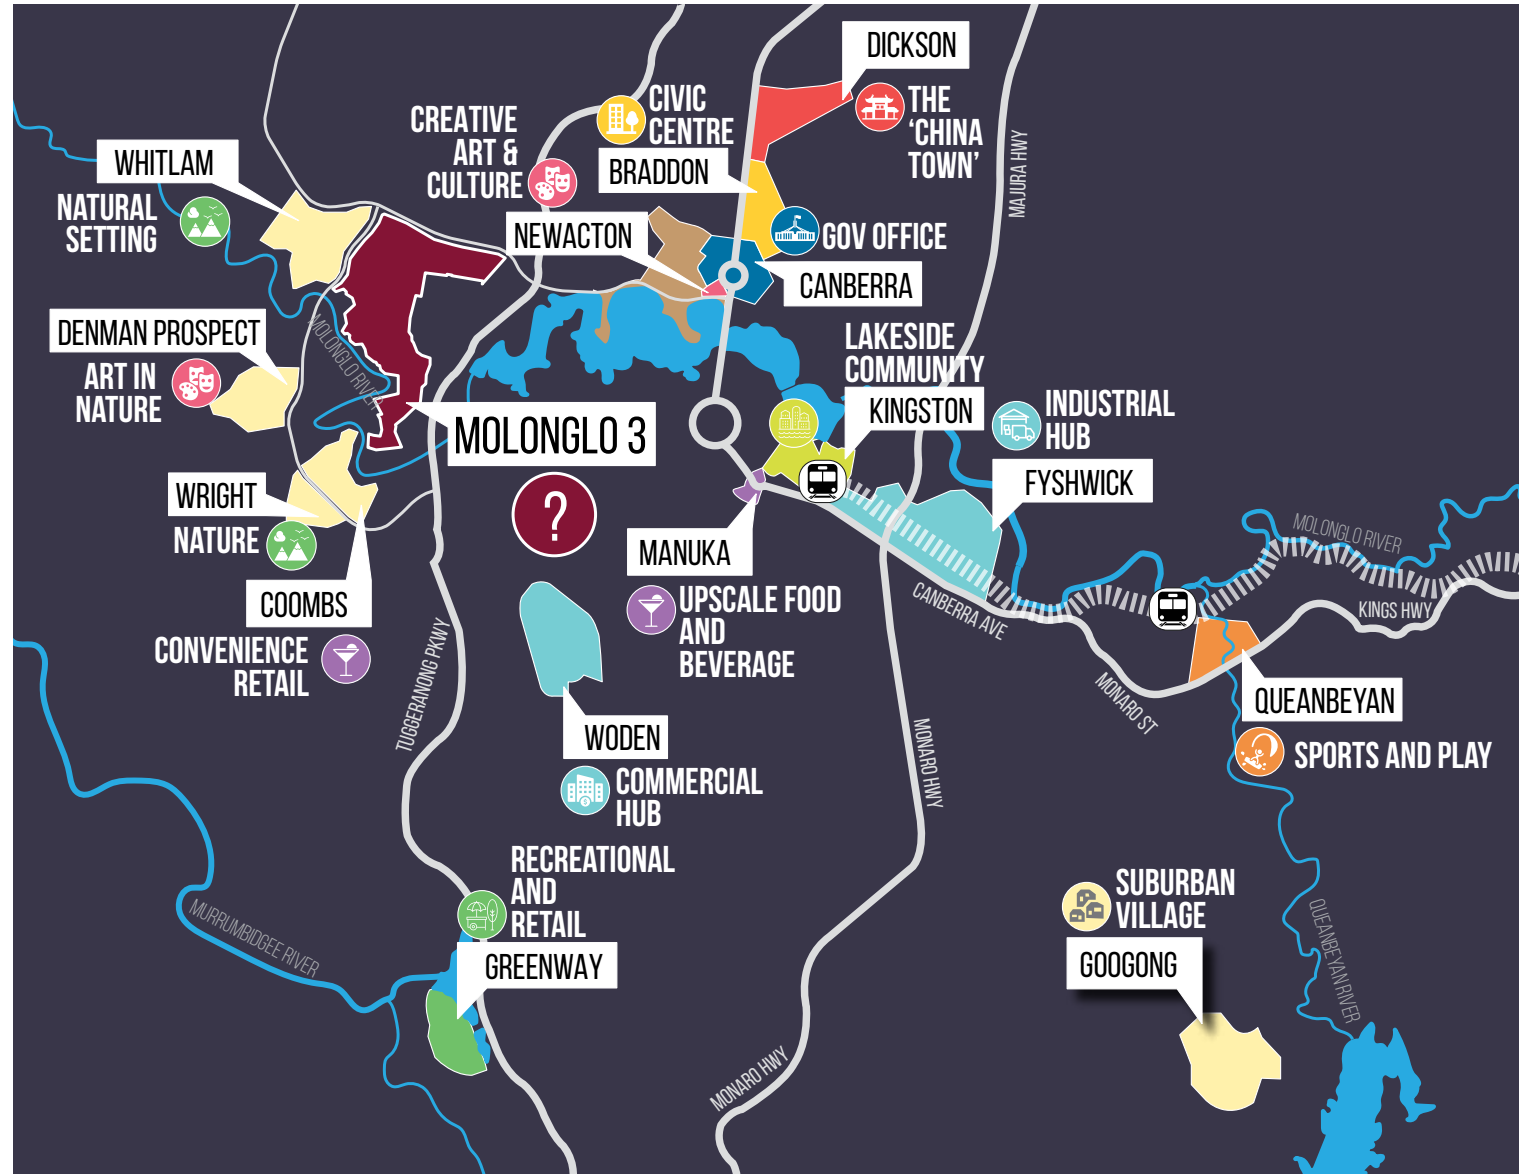 DICKSON
THE
‘CHINA
TOWN’
CIVIC
CENTRE
BRADDON
CREATIVE
ART &
CULTURE
NEWACTON
GOV OFFICE
CANBERRA
MAJURA HWY
WHITLAM
NATURAL
SETTING
DENMAN PROSPECT
ART IN
NATURE
MOLONGLO RIVER
MOLONGLO 3
?
WRIGHT
NATURE
COOMBS
CONVENIENCE
RETAIL
LAKESIDE
COMMUNITY
KINGSTON
INDUSTRIAL
HUB
FYSHWICK
MANUKA
UPSCALE FOOD
AND
BEVERAGE
CANBERRA AVE
MOLONGLO RIVER
KINGS HWY
MONARO ST
QUEANBEYAN
SPORTS AND PLAY
TUGGERANONG PKWY
WODEN
COMMERCIAL
HUB
MONARO HWY
RECREATIONAL
AND
RETAIL
GREENWAY
MURRUMBIDGEE RIVER
SUBURBAN
VILLAGE
GOOGONG
QUEANBEYAN RIVER
MONARO HWY